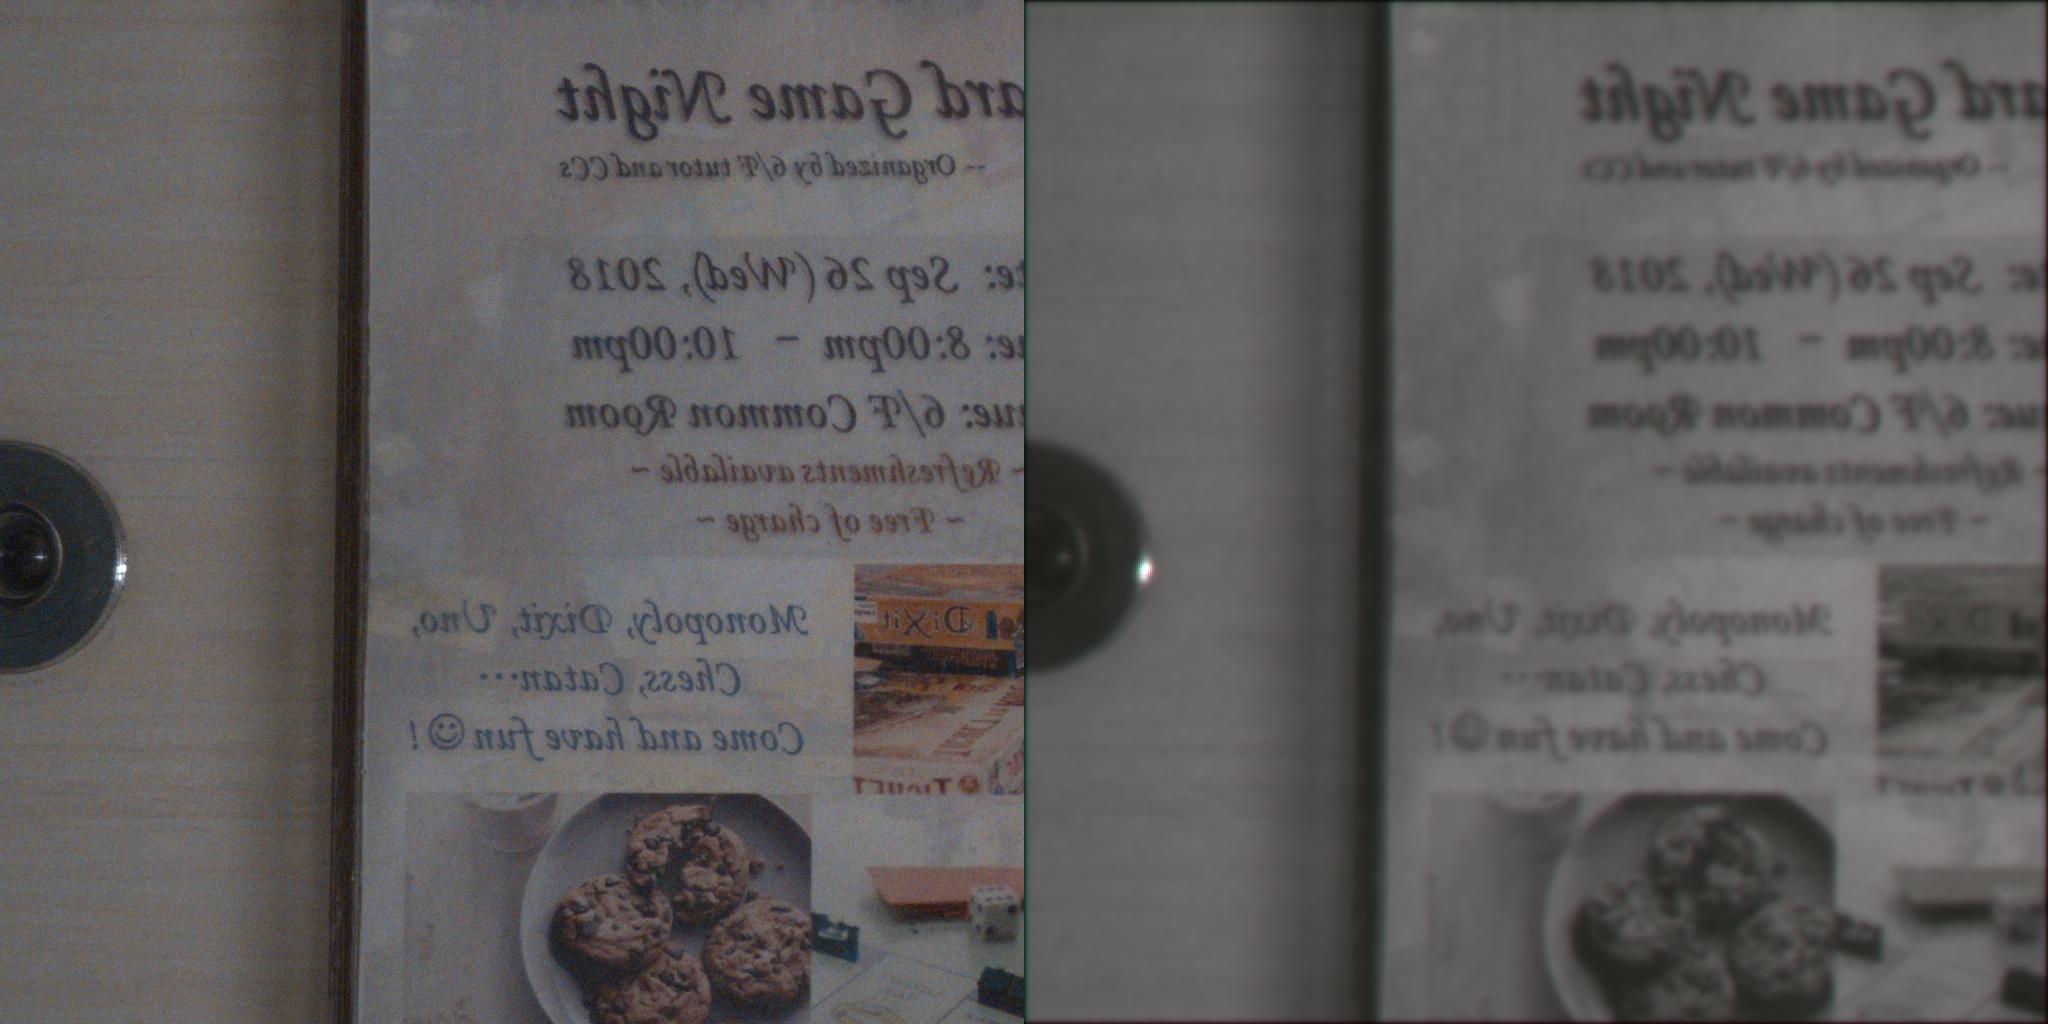 ard Game Night
-- Organized by 6/F tutor and CCs
te: Sep 26 (Wed), 2018
e: 8:00pm – 10:00pm
ue: 6/F Common Room
~ Refreshments available ~
~ Free of charge ~
Monopoly, Dixit, Uno,
Chess, Catan···
Come and have fun☺!
DiXit
TICKET
ard Game Night
-- Organized by 6/F tutor and CCs
te: Sep 26 (Wed), 2018
e: 8:00pm – 10:00pm
ue: 6/F Common Room
~ Refreshments available ~
~ Free of charge ~
Monopoly, Dixit, Uno,
Chess, Catan···
Come and have fun☺!